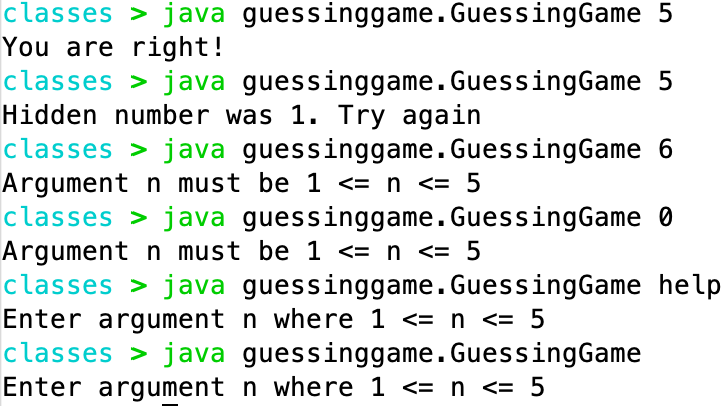 classes > java guessinggame.GuessingGame 5
You are right!
classes > java guessinggame.GuessingGame 5
Hidden number was 1. Try again
classes > java guessinggame.GuessingGame 6
Argument n must be 1 <= n <= 5
classes > java guessinggame.GuessingGame 0
Argument n must be 1 <= n <= 5
classes > java guessinggame.GuessingGame help
Enter argument n where 1 <= n <= 5
classes > java guessinggame.GuessingGame
Enter argument n where 1 <= n <= 5